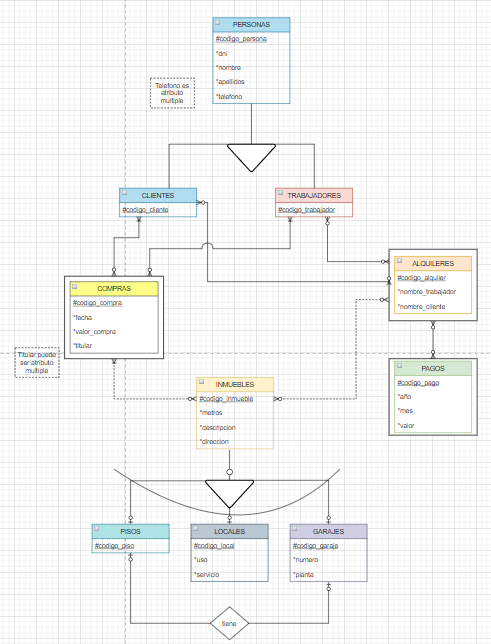 PERSONAS
#codigo_persona
*dni
*nombre
*apellidos
*telefono
Telefono es
atributo
multiple
CLIENTES
#codigo_cliente
TRABAJADORES
#codigo_trabajador
ALQUILERES
#codigo_alquiler
*nombre_trabajador
*nombre_cliente
COMPRAS
#codigo_compra
*fecha
*valor_compra
*titular
Titular puede
ser atributo
multiple
PAGOS
#codigo_pago
*año
*mes
*valor
INMUEBLES
#codigo_inmueble
*metros
*descripcion
*direccion
PISOS
#codigo_piso
LOCALES
#codigo_local
*uso
*servicio
GARAJES
#codigo_garaje
*numero
*planta
tiene